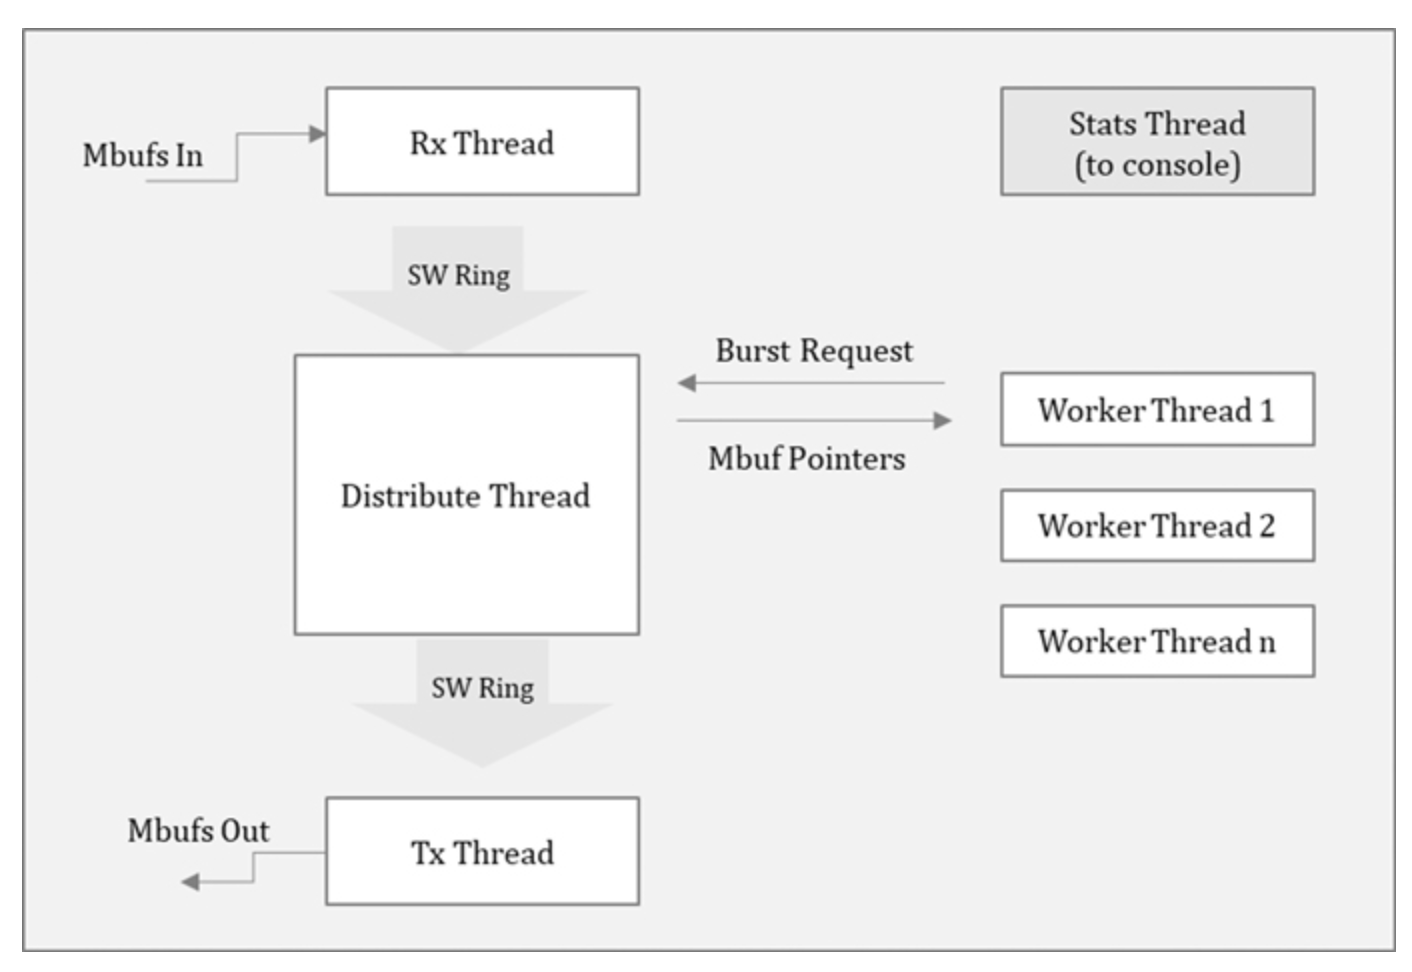 Mbufs In
Rx Thread
Stats Thread
(to console)
SW Ring
Burst Request
Mbuf Pointers
Distribute Thread
Worker Thread 1
Worker Thread 2
Worker Thread n
SW Ring
Mbufs Out
Tx Thread